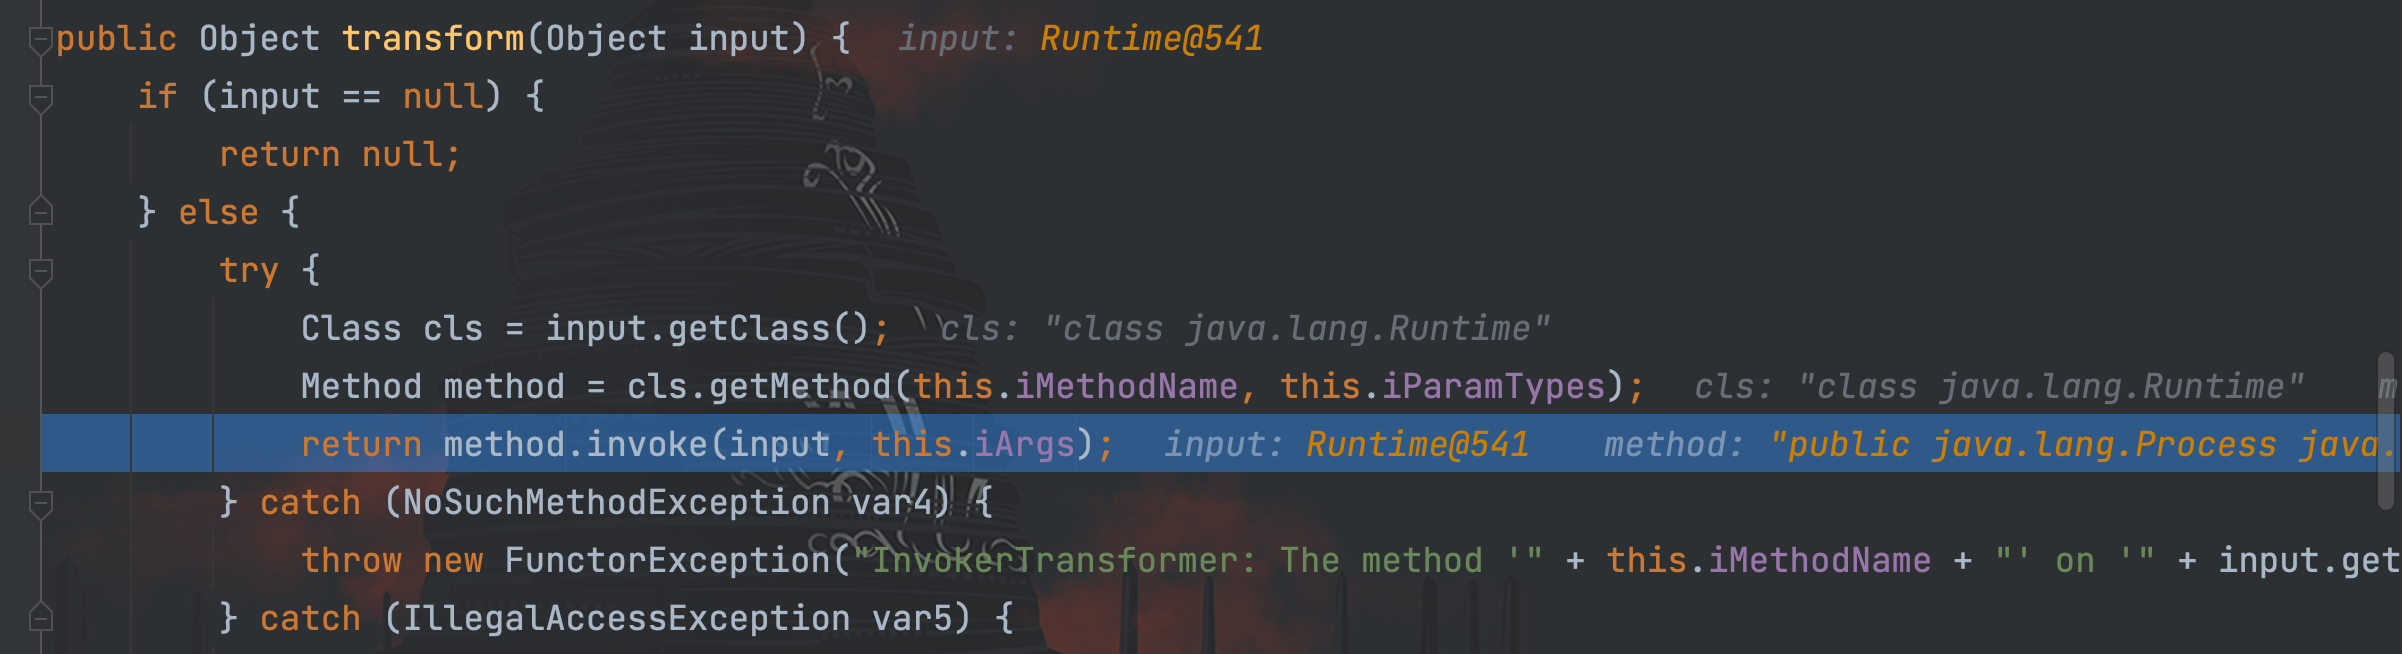 public Object transform(Object input) {  input: Runtime@541
if (input == null) {
return null;
} else {
try {
Class cls = input.getClass();  cls: "class java.lang.Runtime"
Method method = cls.getMethod(this.iMethodName, this.iParamTypes);  cls: "class java.lang.Runtime"  m
return method.invoke(input, this.iArgs);  input: Runtime@541  method: "public java.lang.Process java.
} catch (NoSuchMethodException var4) {
throw new FunctorException("InvokerTransformer: The method '" + this.iMethodName + "' on '" + input.get
} catch (IllegalAccessException var5) {